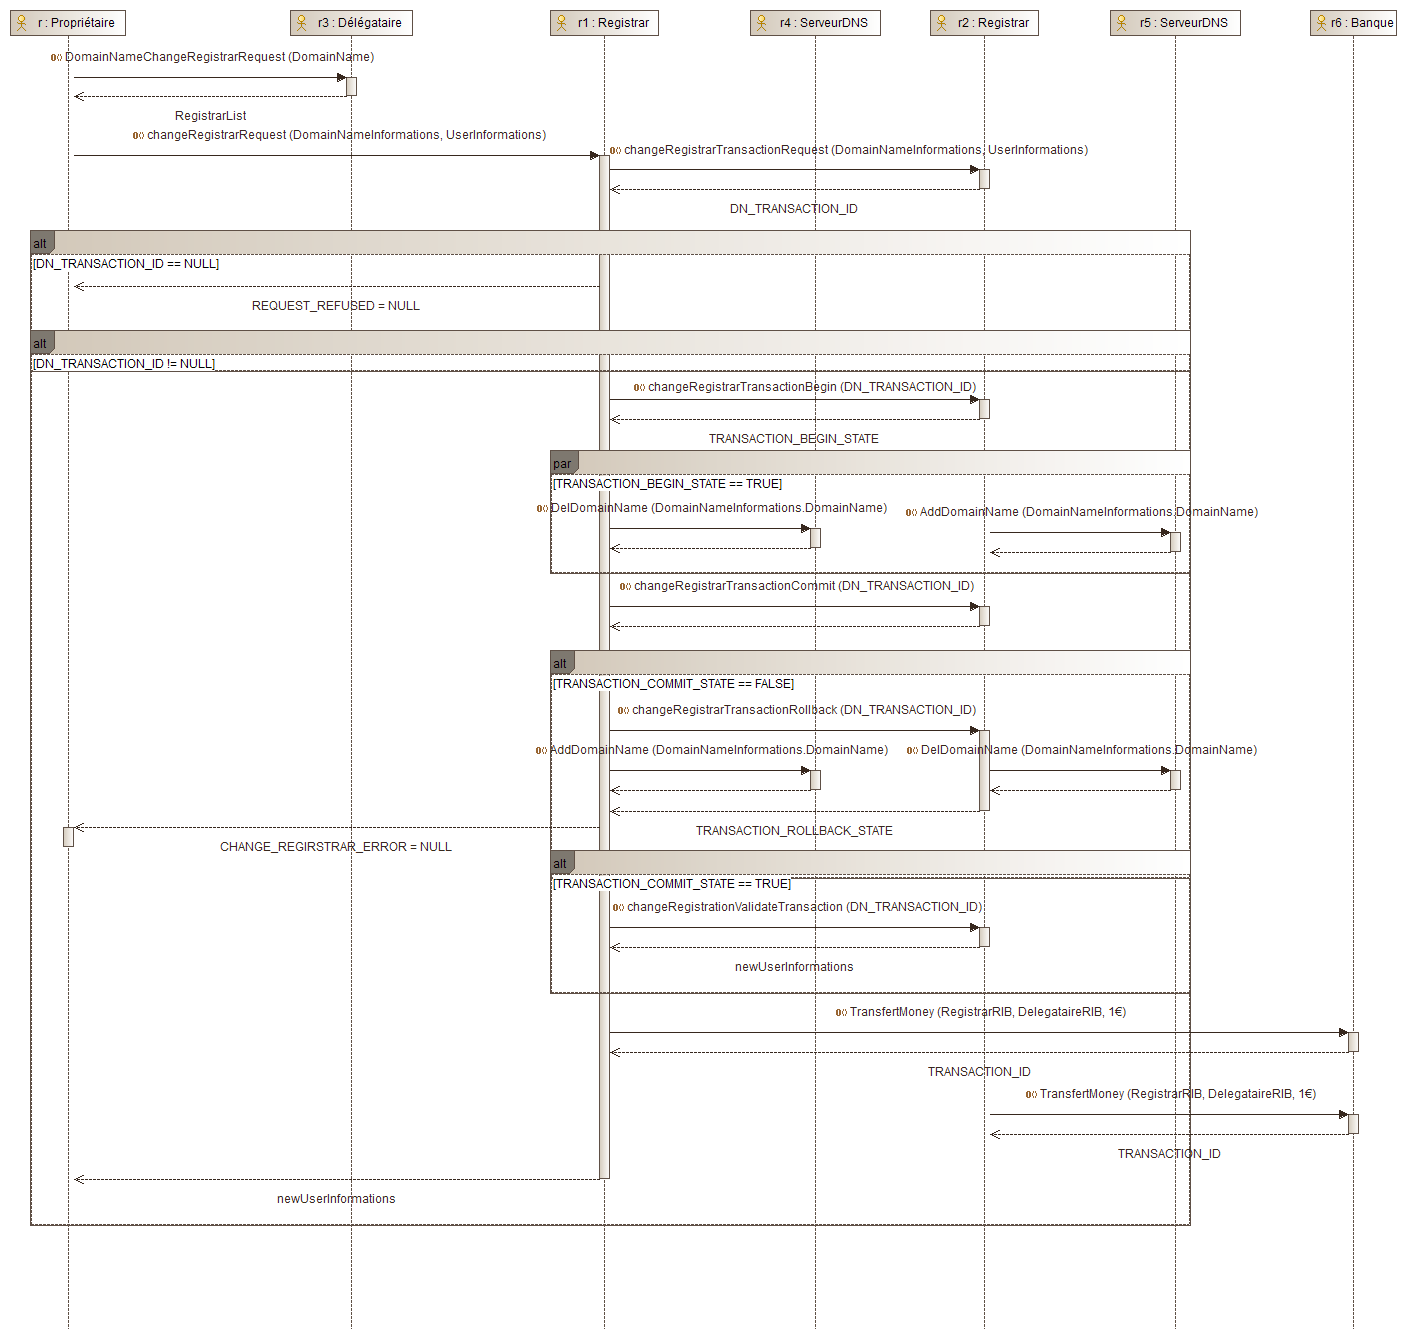 r : Propriétaire
r3 : Délégataire
r1 : Registrar
r4 : ServeurDNS
r2 : Registrar
r5 : ServeurDNS
r6 : Banque
DomainNameChangeRegistrarRequest (DomainName)
RegistrarList
changeRegistrarRequest (DomainNameInformations, UserInformations)
changeRegistrarTransactionRequest (DomainNameInformations, UserInformations)
DN_TRANSACTION_ID
alt
[DN_TRANSACTION_ID == NULL]
REQUEST_REFUSED = NULL
alt
[DN_TRANSACTION_ID != NULL]
changeRegistrarTransactionBegin (DN_TRANSACTION_ID)
TRANSACTION_BEGIN_STATE
par
[TRANSACTION_BEGIN_STATE == TRUE]
DelDomainName (DomainNameInformations.DomainName)
AddDomainName (DomainNameInformations.DomainName)
changeRegistrarTransactionCommit (DN_TRANSACTION_ID)
alt
[TRANSACTION_COMMIT_STATE == FALSE]
changeRegistrarTransactionRollback (DN_TRANSACTION_ID)
AddDomainName (DomainNameInformations.DomainName)
DelDomainName (DomainNameInformations.DomainName)
TRANSACTION_ROLLBACK_STATE
CHANGE_REGIRSTRAR_ERROR = NULL
alt
[TRANSACTION_COMMIT_STATE == TRUE]
changeRegistrationValidateTransaction (DN_TRANSACTION_ID)
newUserInformations
TransfertMoney (RegistrarRIB, DelegataireRIB, 1€)
TRANSACTION_ID
TransfertMoney (RegistrarRIB, DelegataireRIB, 1€)
TRANSACTION_ID
newUserInformations